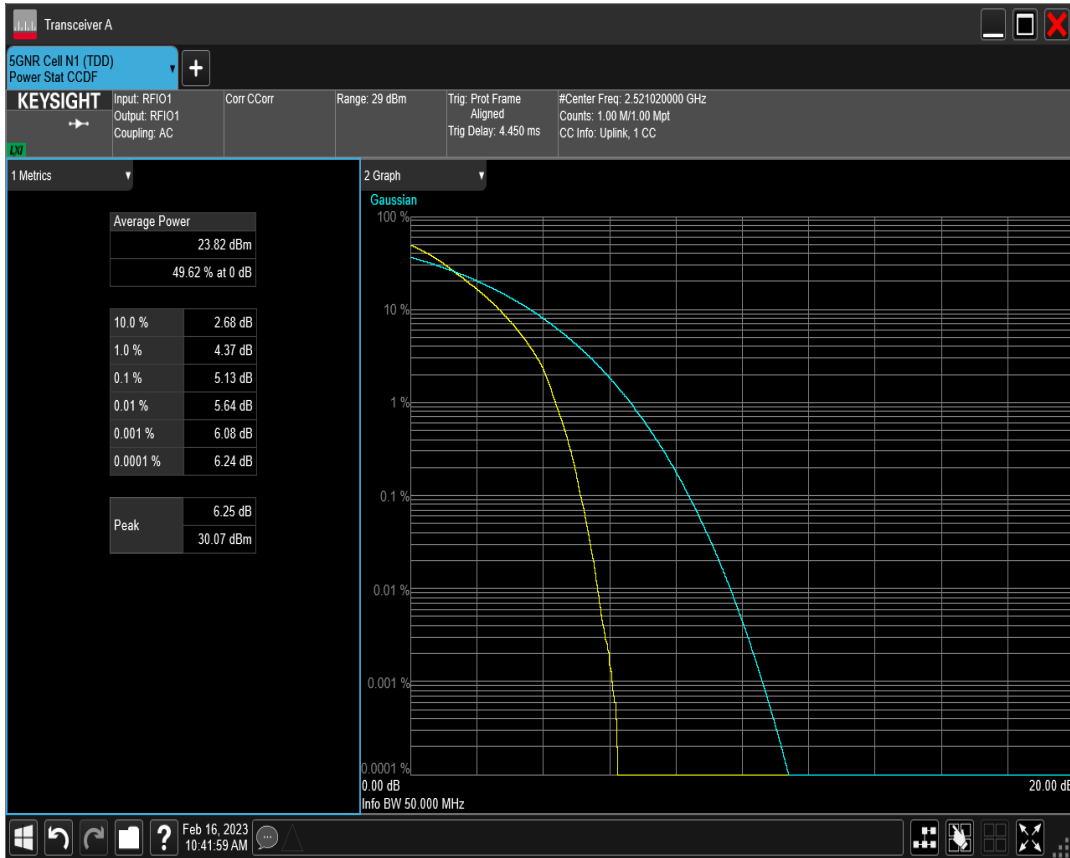 Transceiver A
5GNR Cell N1 (TDD)
Power Stat CCDF
KEYSIGHT
LXI
Input: RFIO1
Output: RFIO1
Coupling: AC
Corr CCorr
Range: 29 dBm
Trig: Prot Frame
Aligned
Trig Delay: 4.450 ms
#Center Freq: 2.521020000 GHz
Counts: 1.00 M/1.00 Mpt
CC Info: Uplink, 1 CC
1 Metrics
Average Power
23.82 dBm
49.62 % at 0 dB
10.0 % 2.68 dB
1.0 % 4.37 dB
0.1 % 5.13 dB
0.01 % 5.64 dB
0.001 % 6.08 dB
0.0001 % 6.24 dB
Peak 6.25 dB
30.07 dBm
2 Graph
Gaussian
100 %
10 %
1 %
0.1 %
0.01 %
0.001 %
0.0001 %
0.00 dB 20.00 dB
Info BW 50.000 MHz
?
Feb 16, 2023
10:41:59 AM